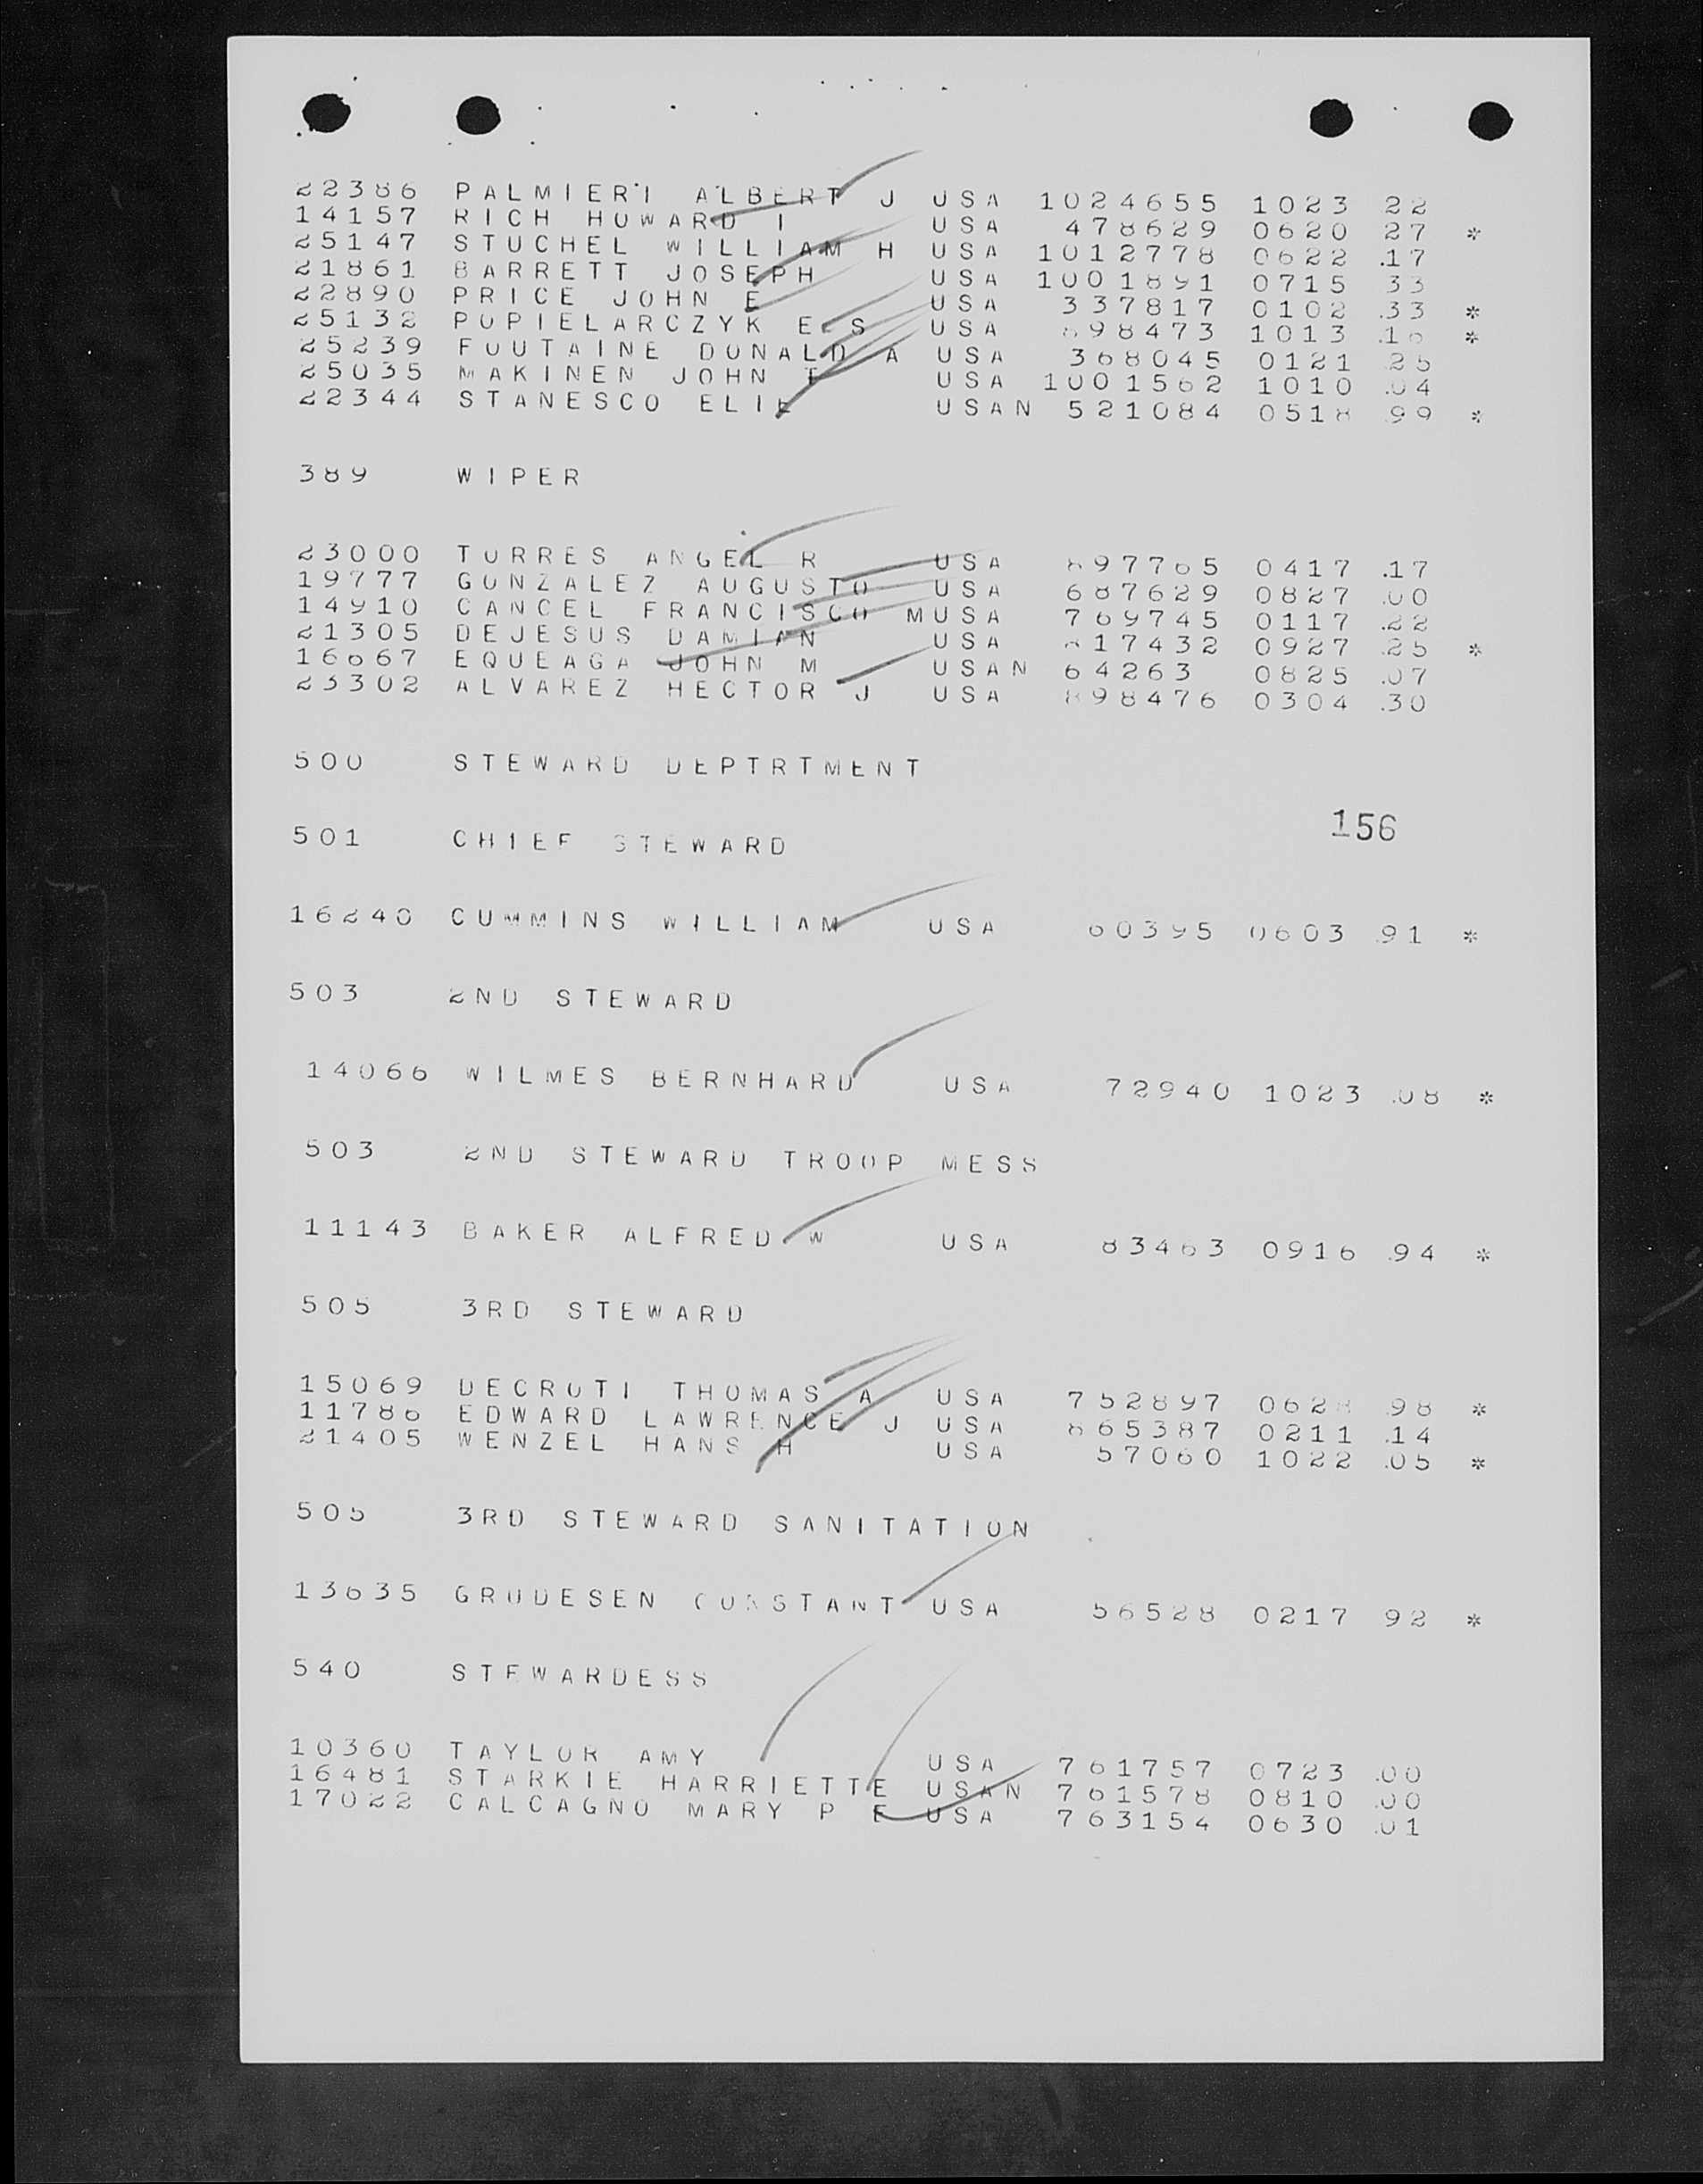 22386 PALMIERI ALBERT J USA 1024655 1023 22
14157 RICH HOWARD I USA 478629 0620 27 *
25147 STUCHEL WILLIAM H USA 1012778 0622 .17
21861 BARRETT JOSEPH USA 1001891 0715 33
22890 PRICE JOHN E USA 337817 0102 .33 *
25132 POPIELARCZYK E S USA 898473 1013 .16 *
25239 FOUTAINE DONALD A USA 368045 0121 25
25035 MAKINEN JOHN T USA 1001562 1010 .04
22344 STANESCO ELIE USAN 521084 0518 99 *
389 WIPER
23000 TORRES ANGEL R USA 897765 0417 .17
19777 GONZALEZ AUGUSTO USA 687629 0827 .00
14910 CANCEL FRANCISCO MUSA 769745 0117 .22
21305 DEJESUS DAMIAN USA 817432 0927 .25 *
16667 EQUEAGA JOHN M USAN 64263 0825 .07
23302 ALVAREZ HECTOR J USA 898476 0304 .30
500 STEWARD DEPTRTMENT
156
501 CHIEF STEWARD
16240 CUMMINS WILLIAM USA 60395 0603 .91 *
503 2ND STEWARD
14066 WILMES BERNHARD USA 72940 1023 .08 *
503 2ND STEWARD TROOP MESS
11143 BAKER ALFRED W USA 83463 0916 .94 *
505 3RD STEWARD
15069 DECROTI THOMAS A USA 752897 0628 .98 *
11786 EDWARD LAWRENCE J USA 865387 0211 .14
21405 WENZEL HANS H USA 57060 1022 .05 *
505 3RD STEWARD SANITATION
13635 GRUDESEN CONSTANT USA 56528 0217 92 *
540 STEWARDESS
10360 TAYLOR AMY USA 761757 0723 .00
16481 STARKIE HARRIETTE USAN 761578 0810 .00
17022 CALCAGNO MARY P E USA 763154 0630 .01